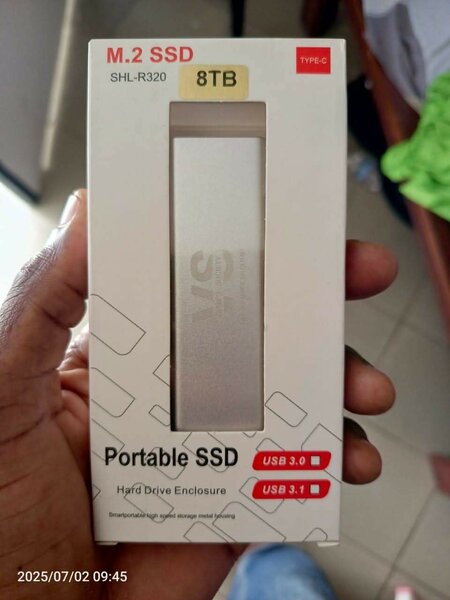 M.2 SSD
TYPE-C
SHL-R320
8TB
Portable SSD
USB 3.0
Hard Drive Enclosure
USB 3.1
Smartportable high speed storage metal housing
2025/07/02 09:45